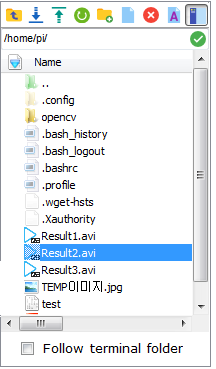 /home/pi/
Name
..
.config
opencv
.bash_history
.bash_logout
.bashrc
.profile
.wget-hsts
.Xauthority
Result1.avi
Result2.avi
Result3.avi
TEMP이미지.jpg
test
Follow terminal folder